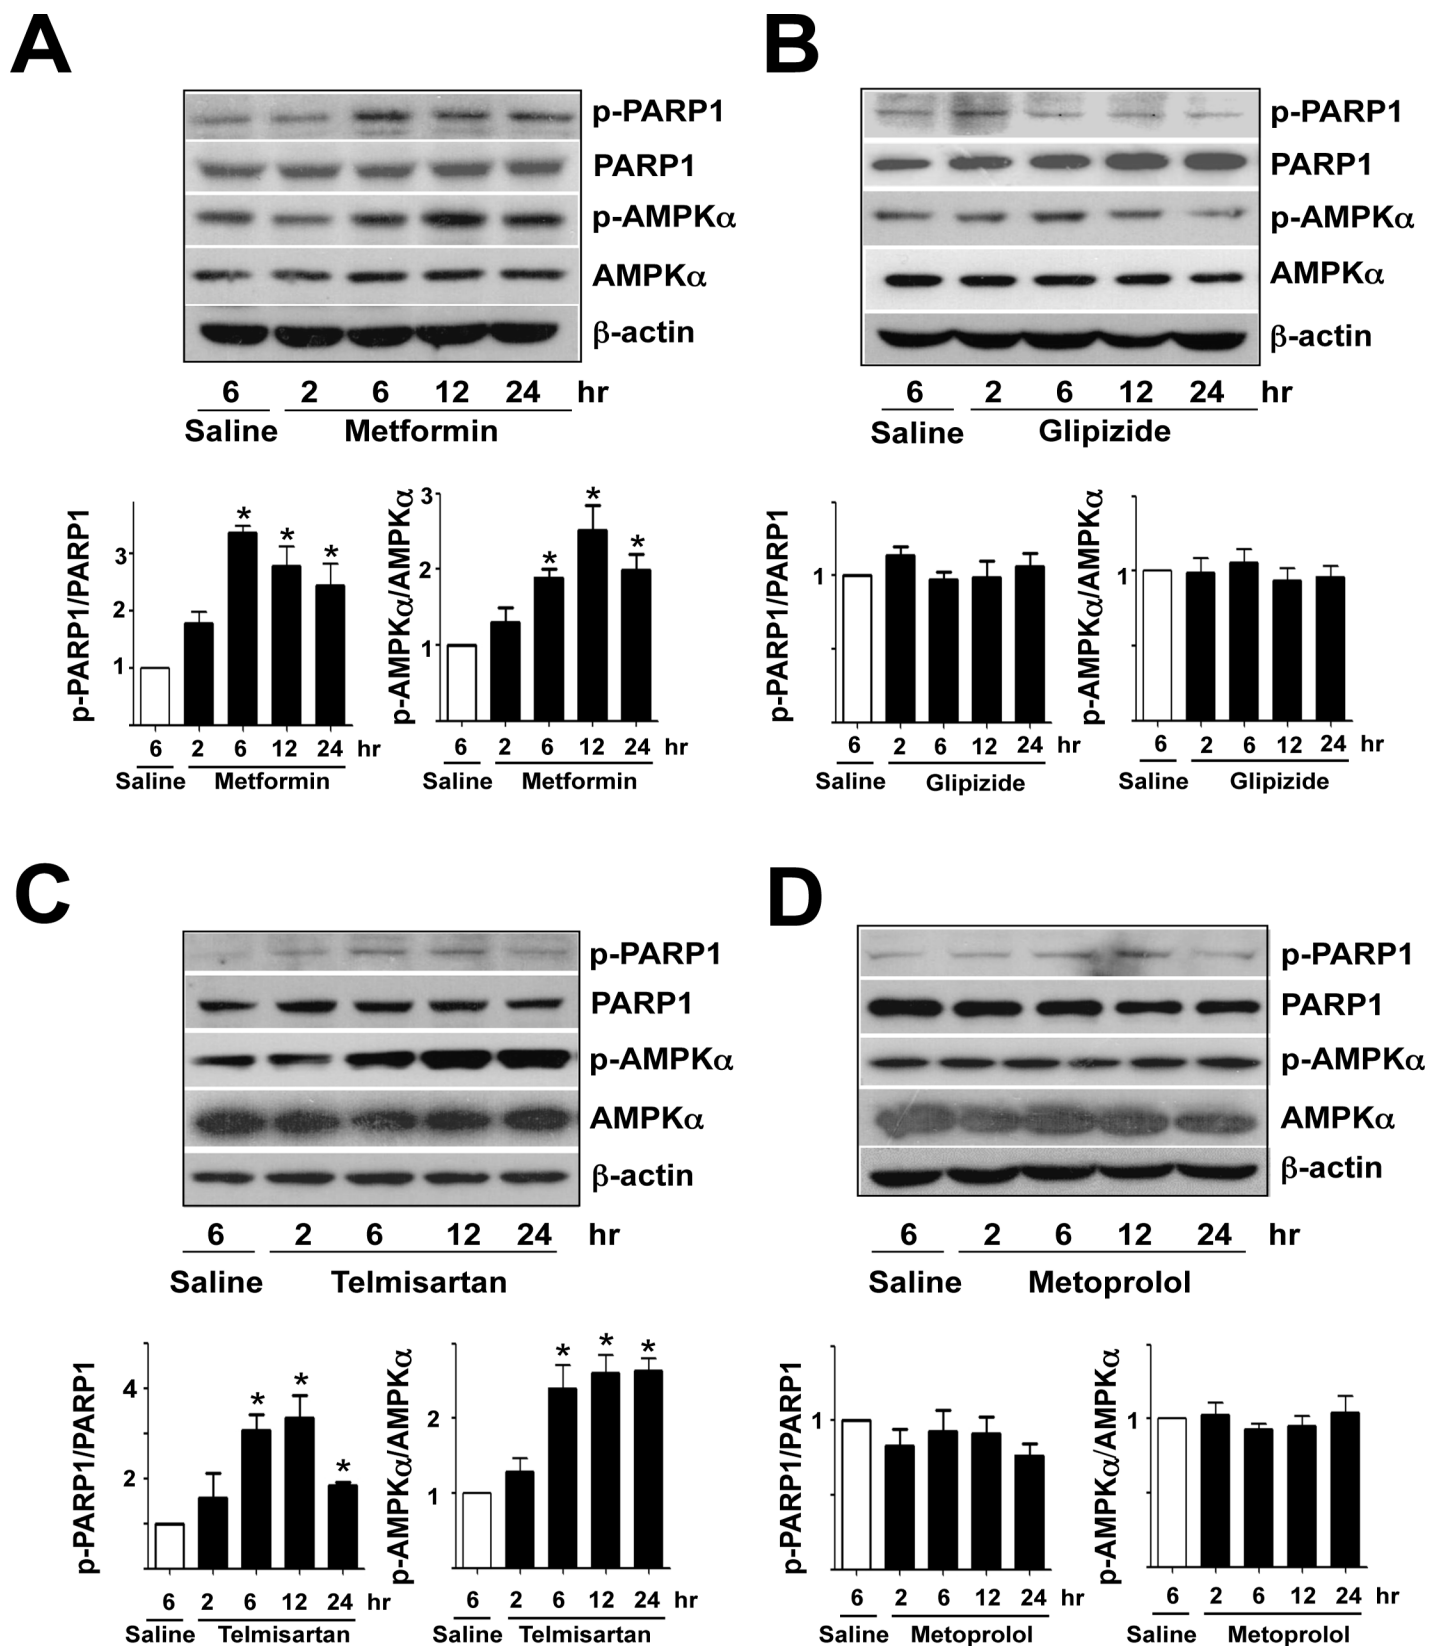 A
p-PARP1
PARP1
p-AMPKα
AMPKα
β-actin
6 2 6 12 24 hr
Saline Metformin
p-PARP1/PARP1
3
2
1
* * *
6 2 6 12 24 hr
Saline Metformin
p-AMPKα/AMPKα
3
2
1
* * *
6 2 6 12 24 hr
Saline Metformin
B
p-PARP1
PARP1
p-AMPKα
AMPKα
β-actin
6 2 6 12 24 hr
Saline Glipizide
p-PARP1/PARP1
1
6 2 6 12 24 hr
Saline Glipizide
p-AMPKα/AMPKα
1
6 2 6 12 24 hr
Saline Glipizide
C
p-PARP1
PARP1
p-AMPKα
AMPKα
β-actin
6 2 6 12 24 hr
Saline Telmisartan
p-PARP1/PARP1
4
2
* * *
6 2 6 12 24 hr
Saline Telmisartan
p-AMPKα/AMPKα
2
1
* * *
6 2 6 12 24 hr
Saline Telmisartan
D
p-PARP1
PARP1
p-AMPKα
AMPKα
β-actin
6 2 6 12 24 hr
Saline Metoprolol
p-PARP1/PARP1
1
6 2 6 12 24 hr
Saline Metoprolol
p-AMPKα/AMPKα
1
6 2 6 12 24 hr
Saline Metoprolol